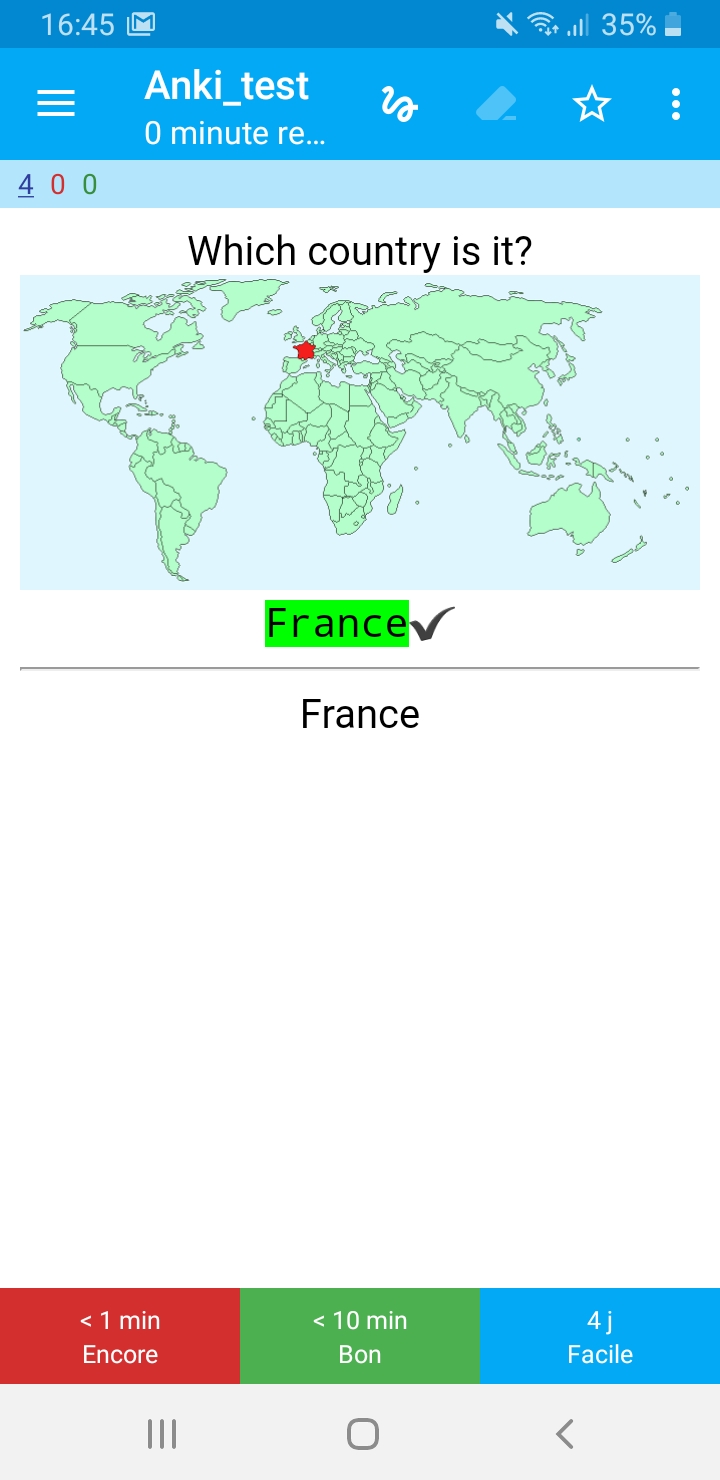 16:45 35%
Anki_test
0 minute re...
4 0 0
Which country is it?
France✔
France
< 1 min
Encore
< 10 min
Bon
4 j
Facile